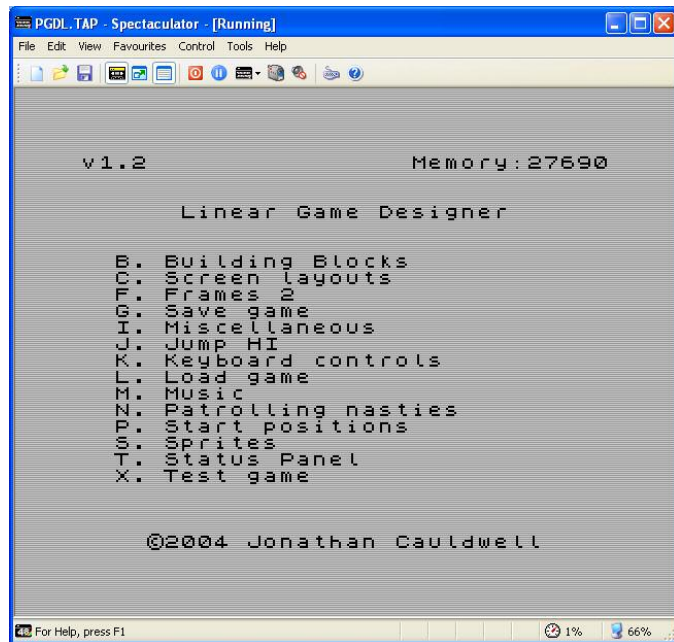 PGDL.TAP - Spectaculator - [Running]
File Edit View Favourites Control Tools Help
v1.2 Memory:27690
Linear Game Designer
B. Building Blocks
C. Screen layouts
F. Frames 2
G. Save game
I. Miscellaneous
J. Jump HI
K. Keyboard controls
L. Load game
M. Music
N. Patrolling nasties
P. Start positions
S. Sprites
T. Status Panel
X. Test game
©2004 Jonathan Cauldwell
For Help, press F1 1% 66%